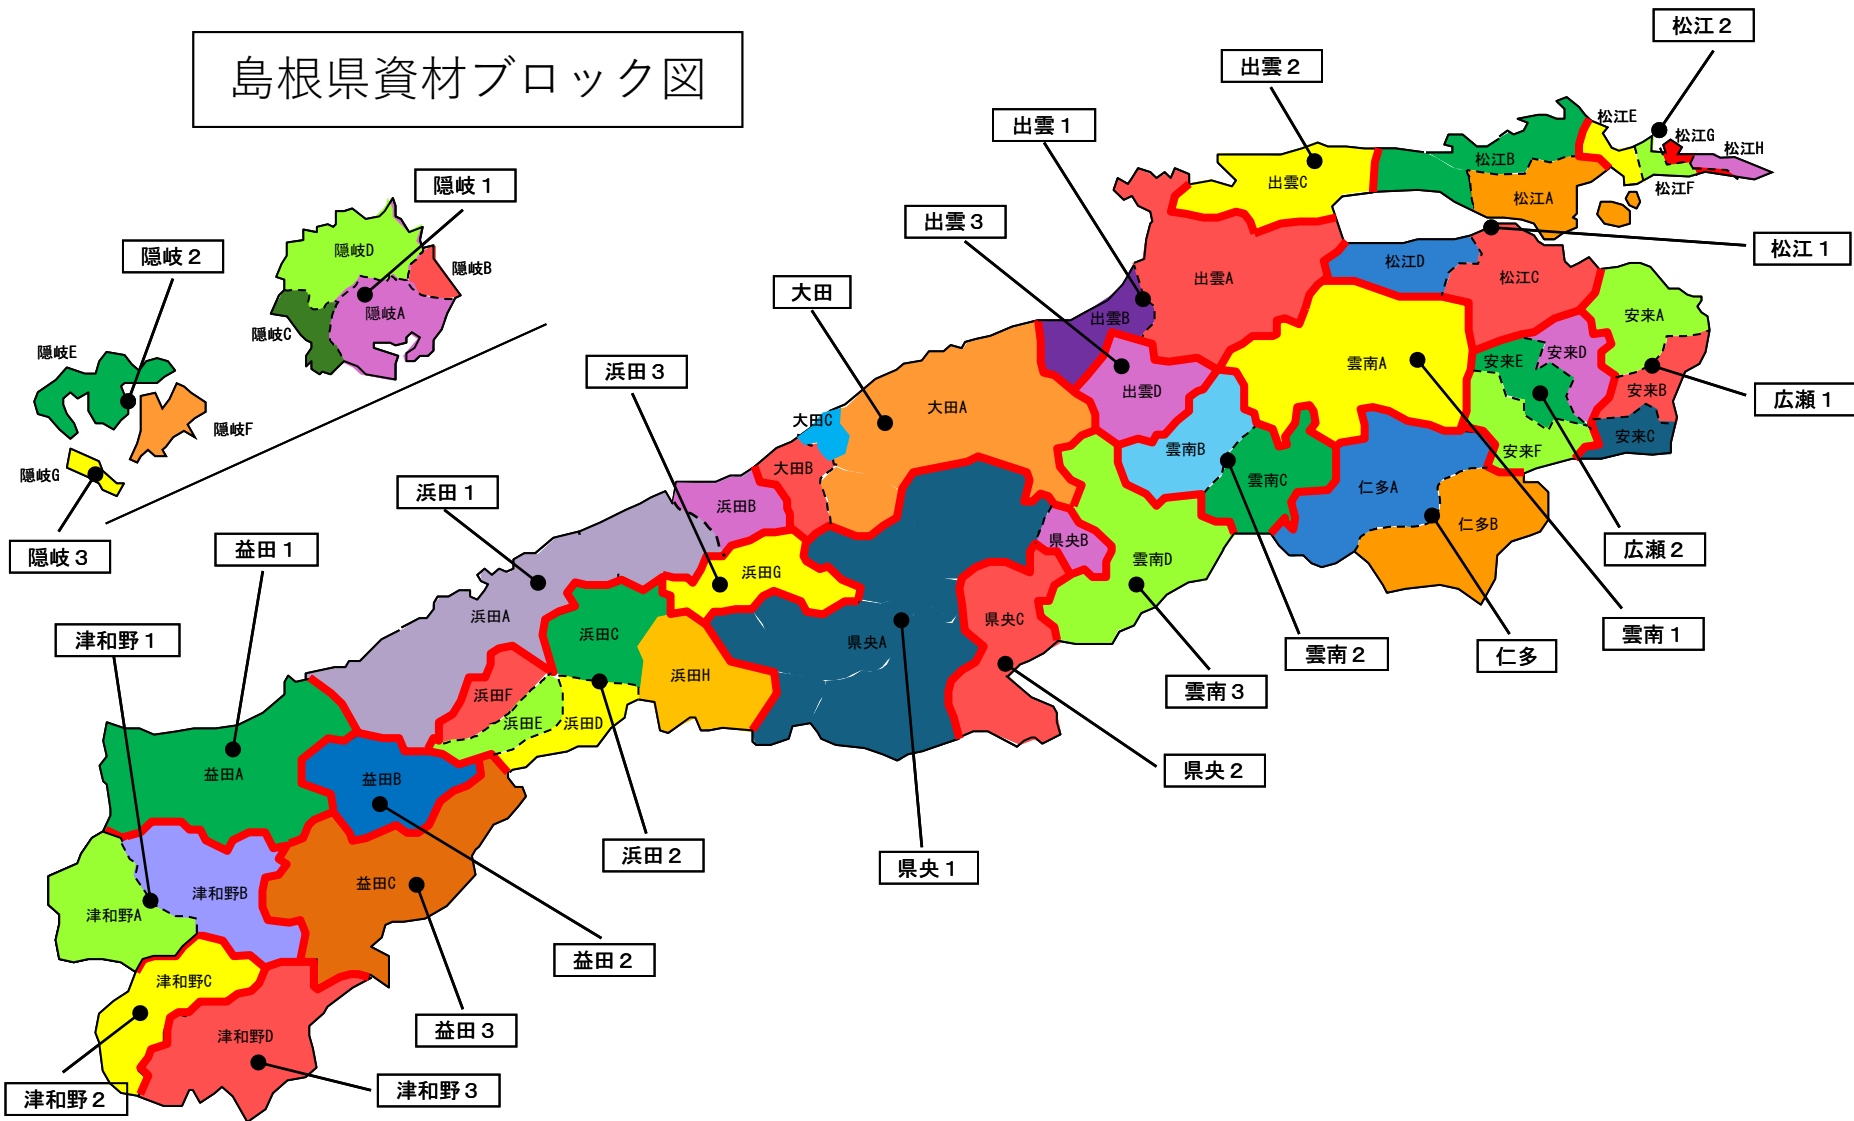 島根県資材ブロック図
松江２
出雲２
出雲１
松江E
松江G
松江H
松江B
松江F
松江A
出雲C
隠岐１
出雲３
松江１
隠岐２
隠岐D
隠岐B
隠岐A
隠岐C
松江D
松江C
出雲A
大田
出雲B
安来A
隠岐E
浜田３
安来E
安来D
雲南A
出雲D
安来B
広瀬１
大田C
大田A
隠岐F
安来C
雲南B
安来F
大田B
隠岐G
雲南C
仁多A
浜田１
浜田B
仁多B
隠岐３
益田１
県央B
雲南D
広瀬２
浜田G
浜田A
県央C
浜田C
県央A
津和野１
雲南１
雲南２
仁多
浜田H
雲南３
浜田F
浜田E
浜田D
益田A
益田B
県央２
浜田２
県央１
益田C
津和野B
津和野A
益田２
津和野C
益田３
津和野D
津和野２
津和野３